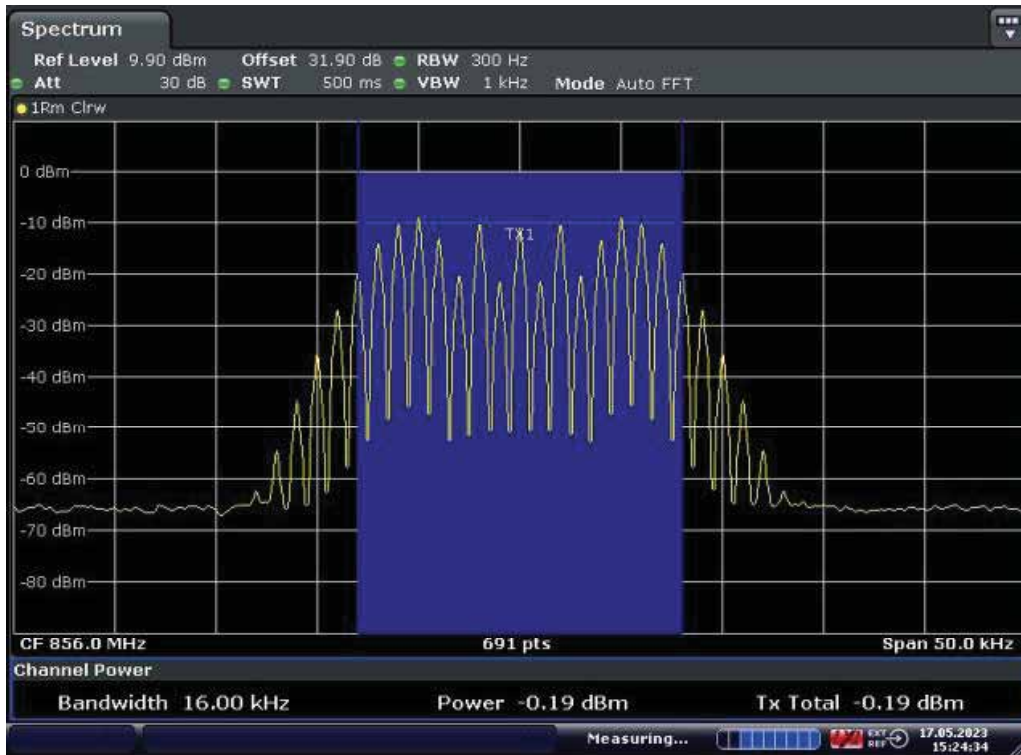 Spectrum
Ref Level 9.90 dBm Offset 31.90 dB RBW 300 Hz
Att 30 dB SWT 500 ms VBW 1 kHz Mode Auto FFT
1Rm Clrw
0 dBm
-10 dBm
TX1
-20 dBm
-30 dBm
-40 dBm
-50 dBm
-60 dBm
-70 dBm
-80 dBm
CF 856.0 MHz 691 pts Span 50.0 kHz
Channel Power
Bandwidth 16.00 kHz Power -0.19 dBm Tx Total -0.19 dBm
Measuring... EXT REF 17.05.2023
15:24:34